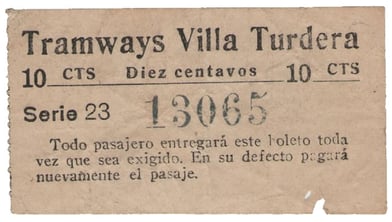 Tramways Villa Turdera
10 CTS Diez centavos 10 CTS
Serie 23 13065
Todo pasajero entregará este boleto toda
vez que sea exigido. En su defecto pagará
nuevamente el pasaje.